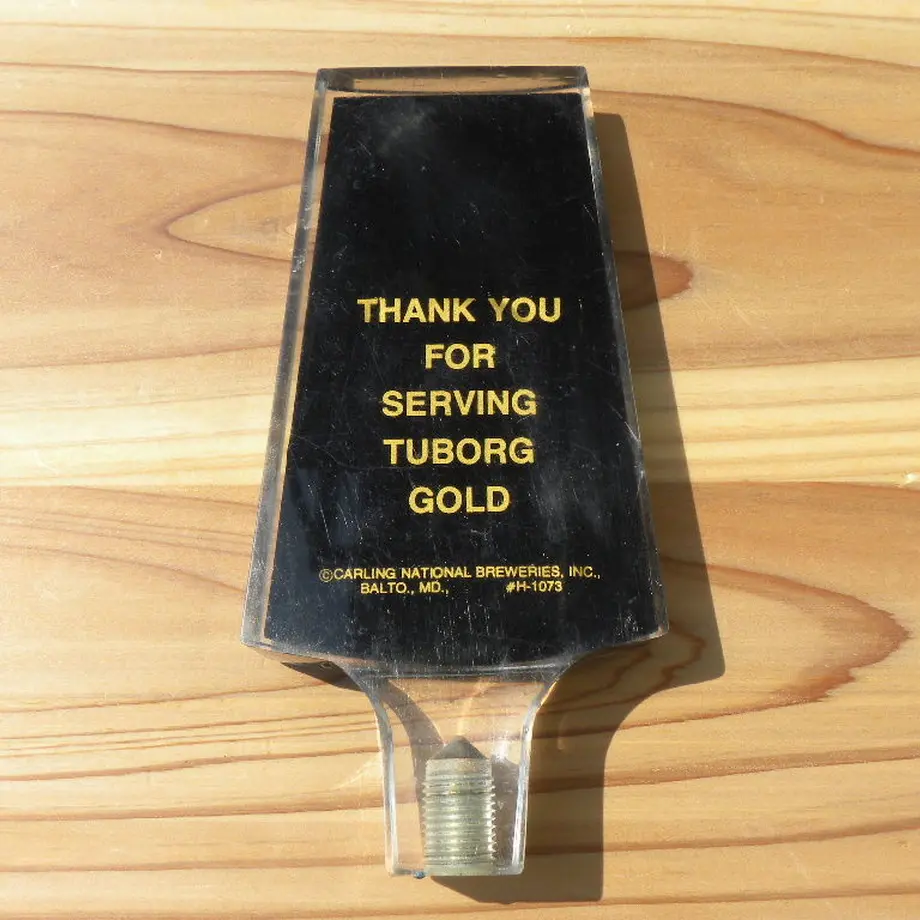 THANK YOU
FOR
SERVING
TUBORG
GOLD
©CARLING NATIONAL BREWERIES, INC.,
BALTO., MD., #H-1073